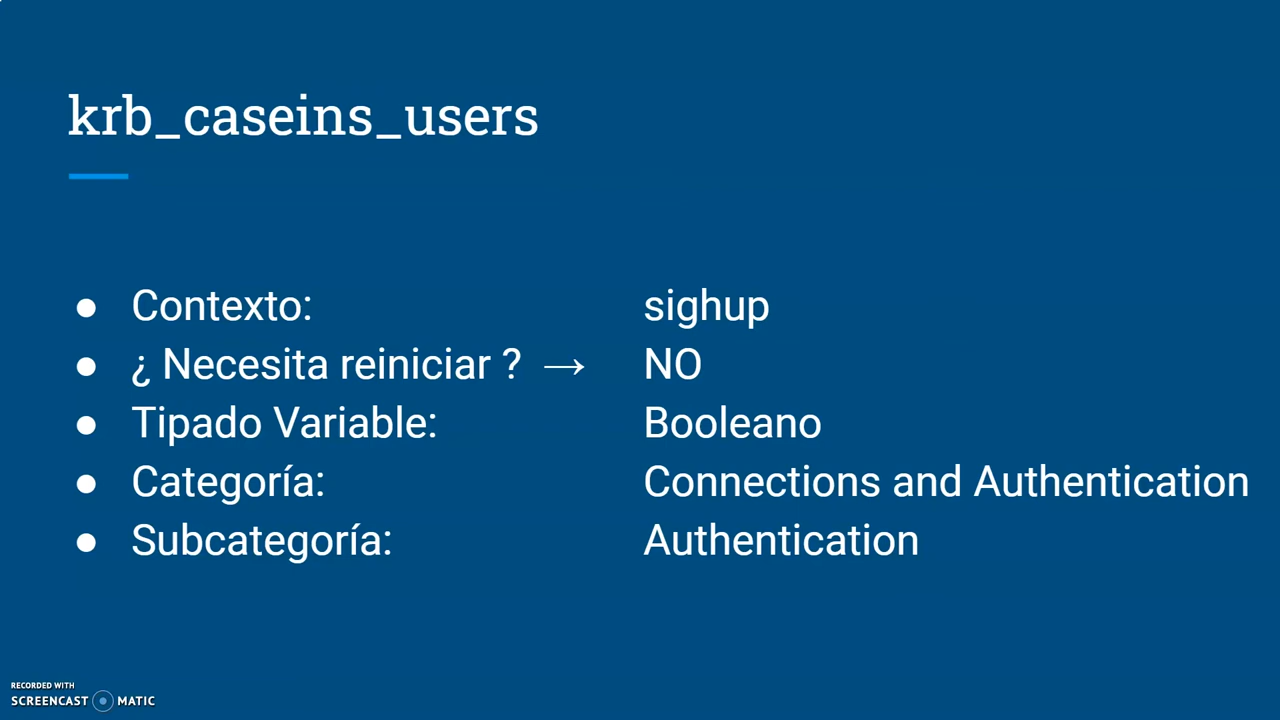 krb_caseins_users
● Contexto: sighup
● ¿ Necesita reiniciar ? → NO
● Tipado Variable: Booleano
● Categoría: Connections and Authentication
● Subcategoría: Authentication
RECORDED WITH
SCREENCAST MATIC